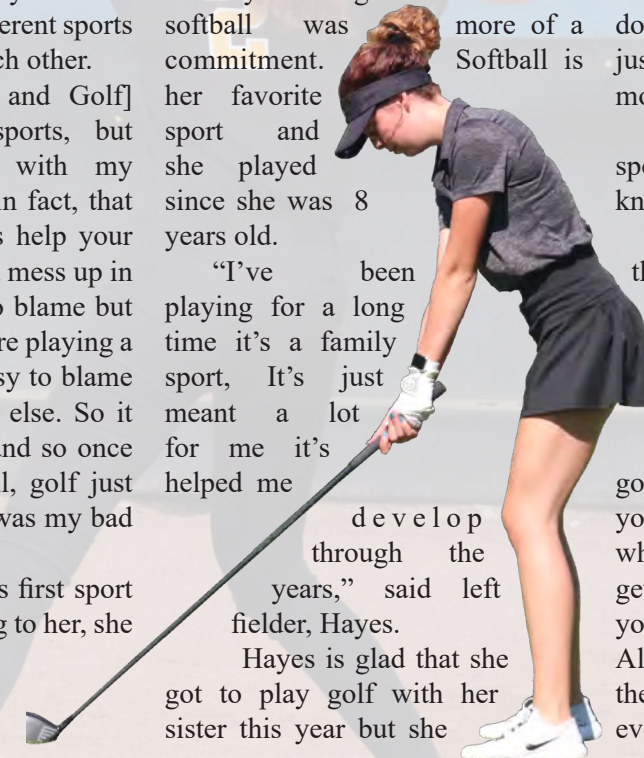 erent sports
ch other.
and Golf]
sports, but
with my
in fact, that
s help your
mess up in
o blame but
re playing a
sy to blame
else. So it
and so once
l, golf just
was my bad
s first sport
g to her, she
softball was more of a
commitment. Softball is
her favorite
sport and
she played
since she was 8
years old.
“I’ve been
playing for a long
time it’s a family
sport, It’s just
meant a lot
for me it’s
helped me
develop
through the
years,” said left
fielder, Hayes.
Hayes is glad that she
got to play golf with her
sister this year but she
do
jus
mo
spo
kn
th
go
yo
wh
ge
yo
Al
the
eve